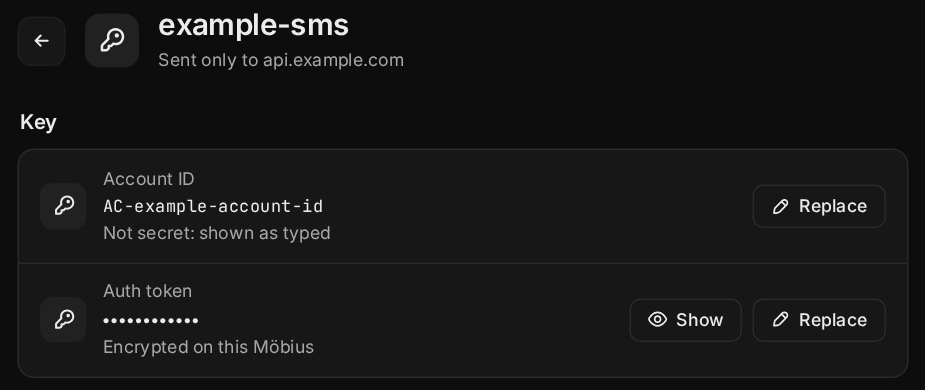 example-sms
Sent only to api.example.com
Key
Account ID
AC-example-account-id
Not secret: shown as typed
Replace
Auth token
••••••••••••
Encrypted on this Möbius
Show
Replace